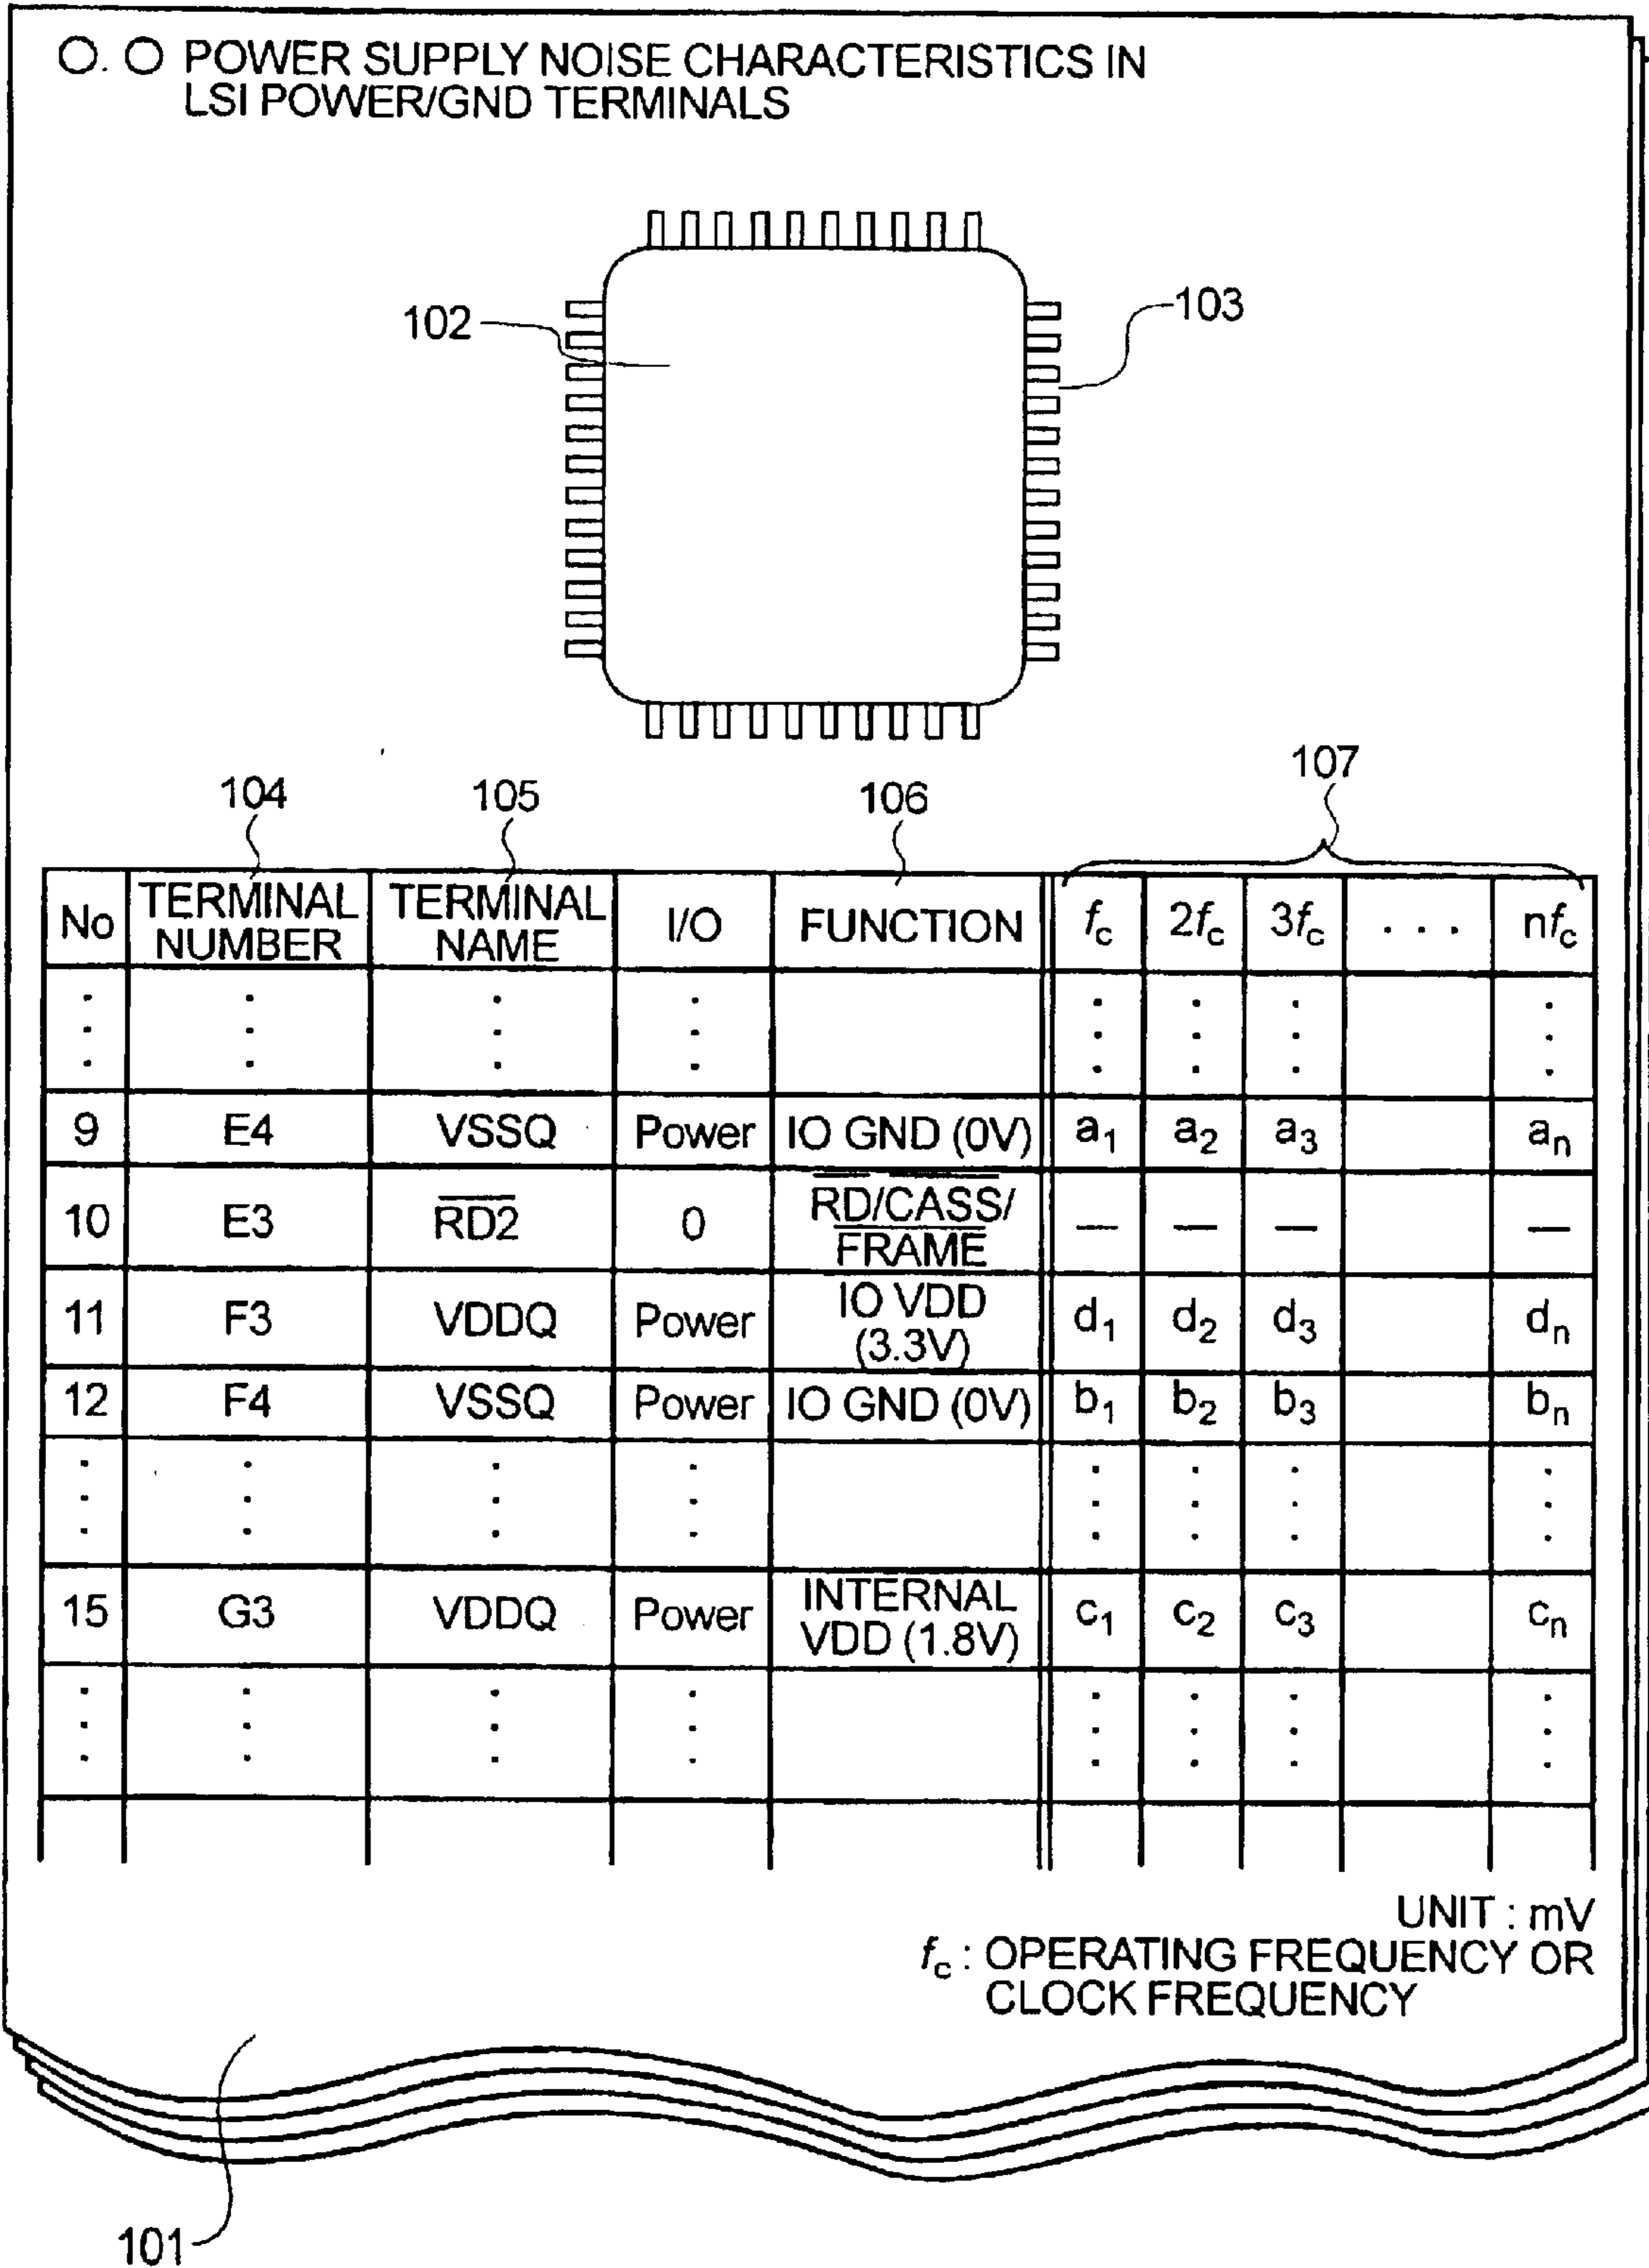 ○. ○ POWER SUPPLY NOISE CHARACTERISTICS IN
LSI POWER/GND TERMINALS
102
103
104
105
106
107
No TERMINAL NUMBER TERMINAL NAME I/O FUNCTION fc 2fc 3fc . . . nfc
9 E4 VSSQ Power IO GND (0V) a1 a2 a3 an
10 E3 R̅D̅2̅ 0 R̅D̅/C̅A̅S̅S̅/ F̅R̅A̅M̅E̅ — — — —
11 F3 VDDQ Power IO VDD (3.3V) d1 d2 d3 dn
12 F4 VSSQ Power IO GND (0V) b1 b2 b3 bn
15 G3 VDDQ Power INTERNAL VDD (1.8V) c1 c2 c3 cn
UNIT : mV
fc : OPERATING FREQUENCY OR
CLOCK FREQUENCY
101